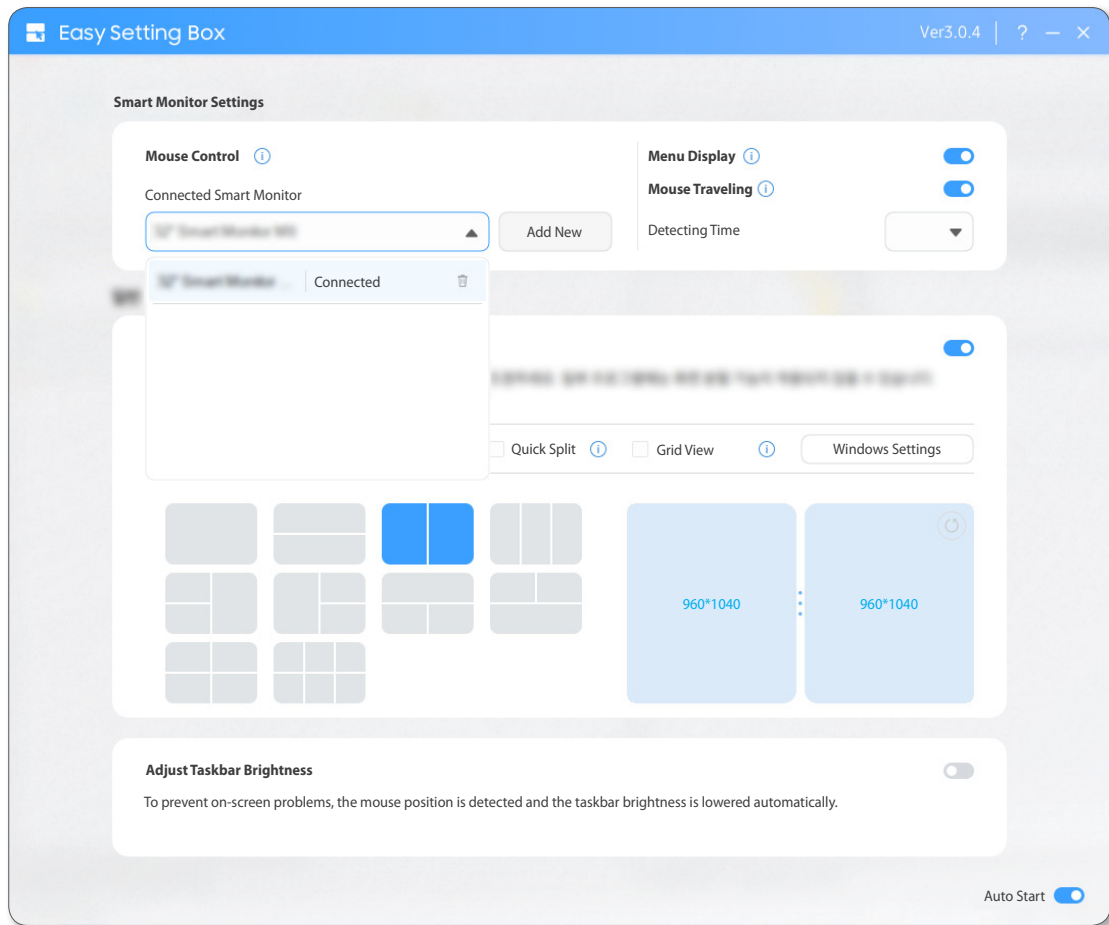 Easy Setting Box
Ver3.0.4
?
Smart Monitor Settings
Mouse Control
Connected Smart Monitor
Add New
Connected
Menu Display
Mouse Traveling
Detecting Time
Quick Split
Grid View
Windows Settings
960*1040
960*1040
Adjust Taskbar Brightness
To prevent on-screen problems, the mouse position is detected and the taskbar brightness is lowered automatically.
Auto Start